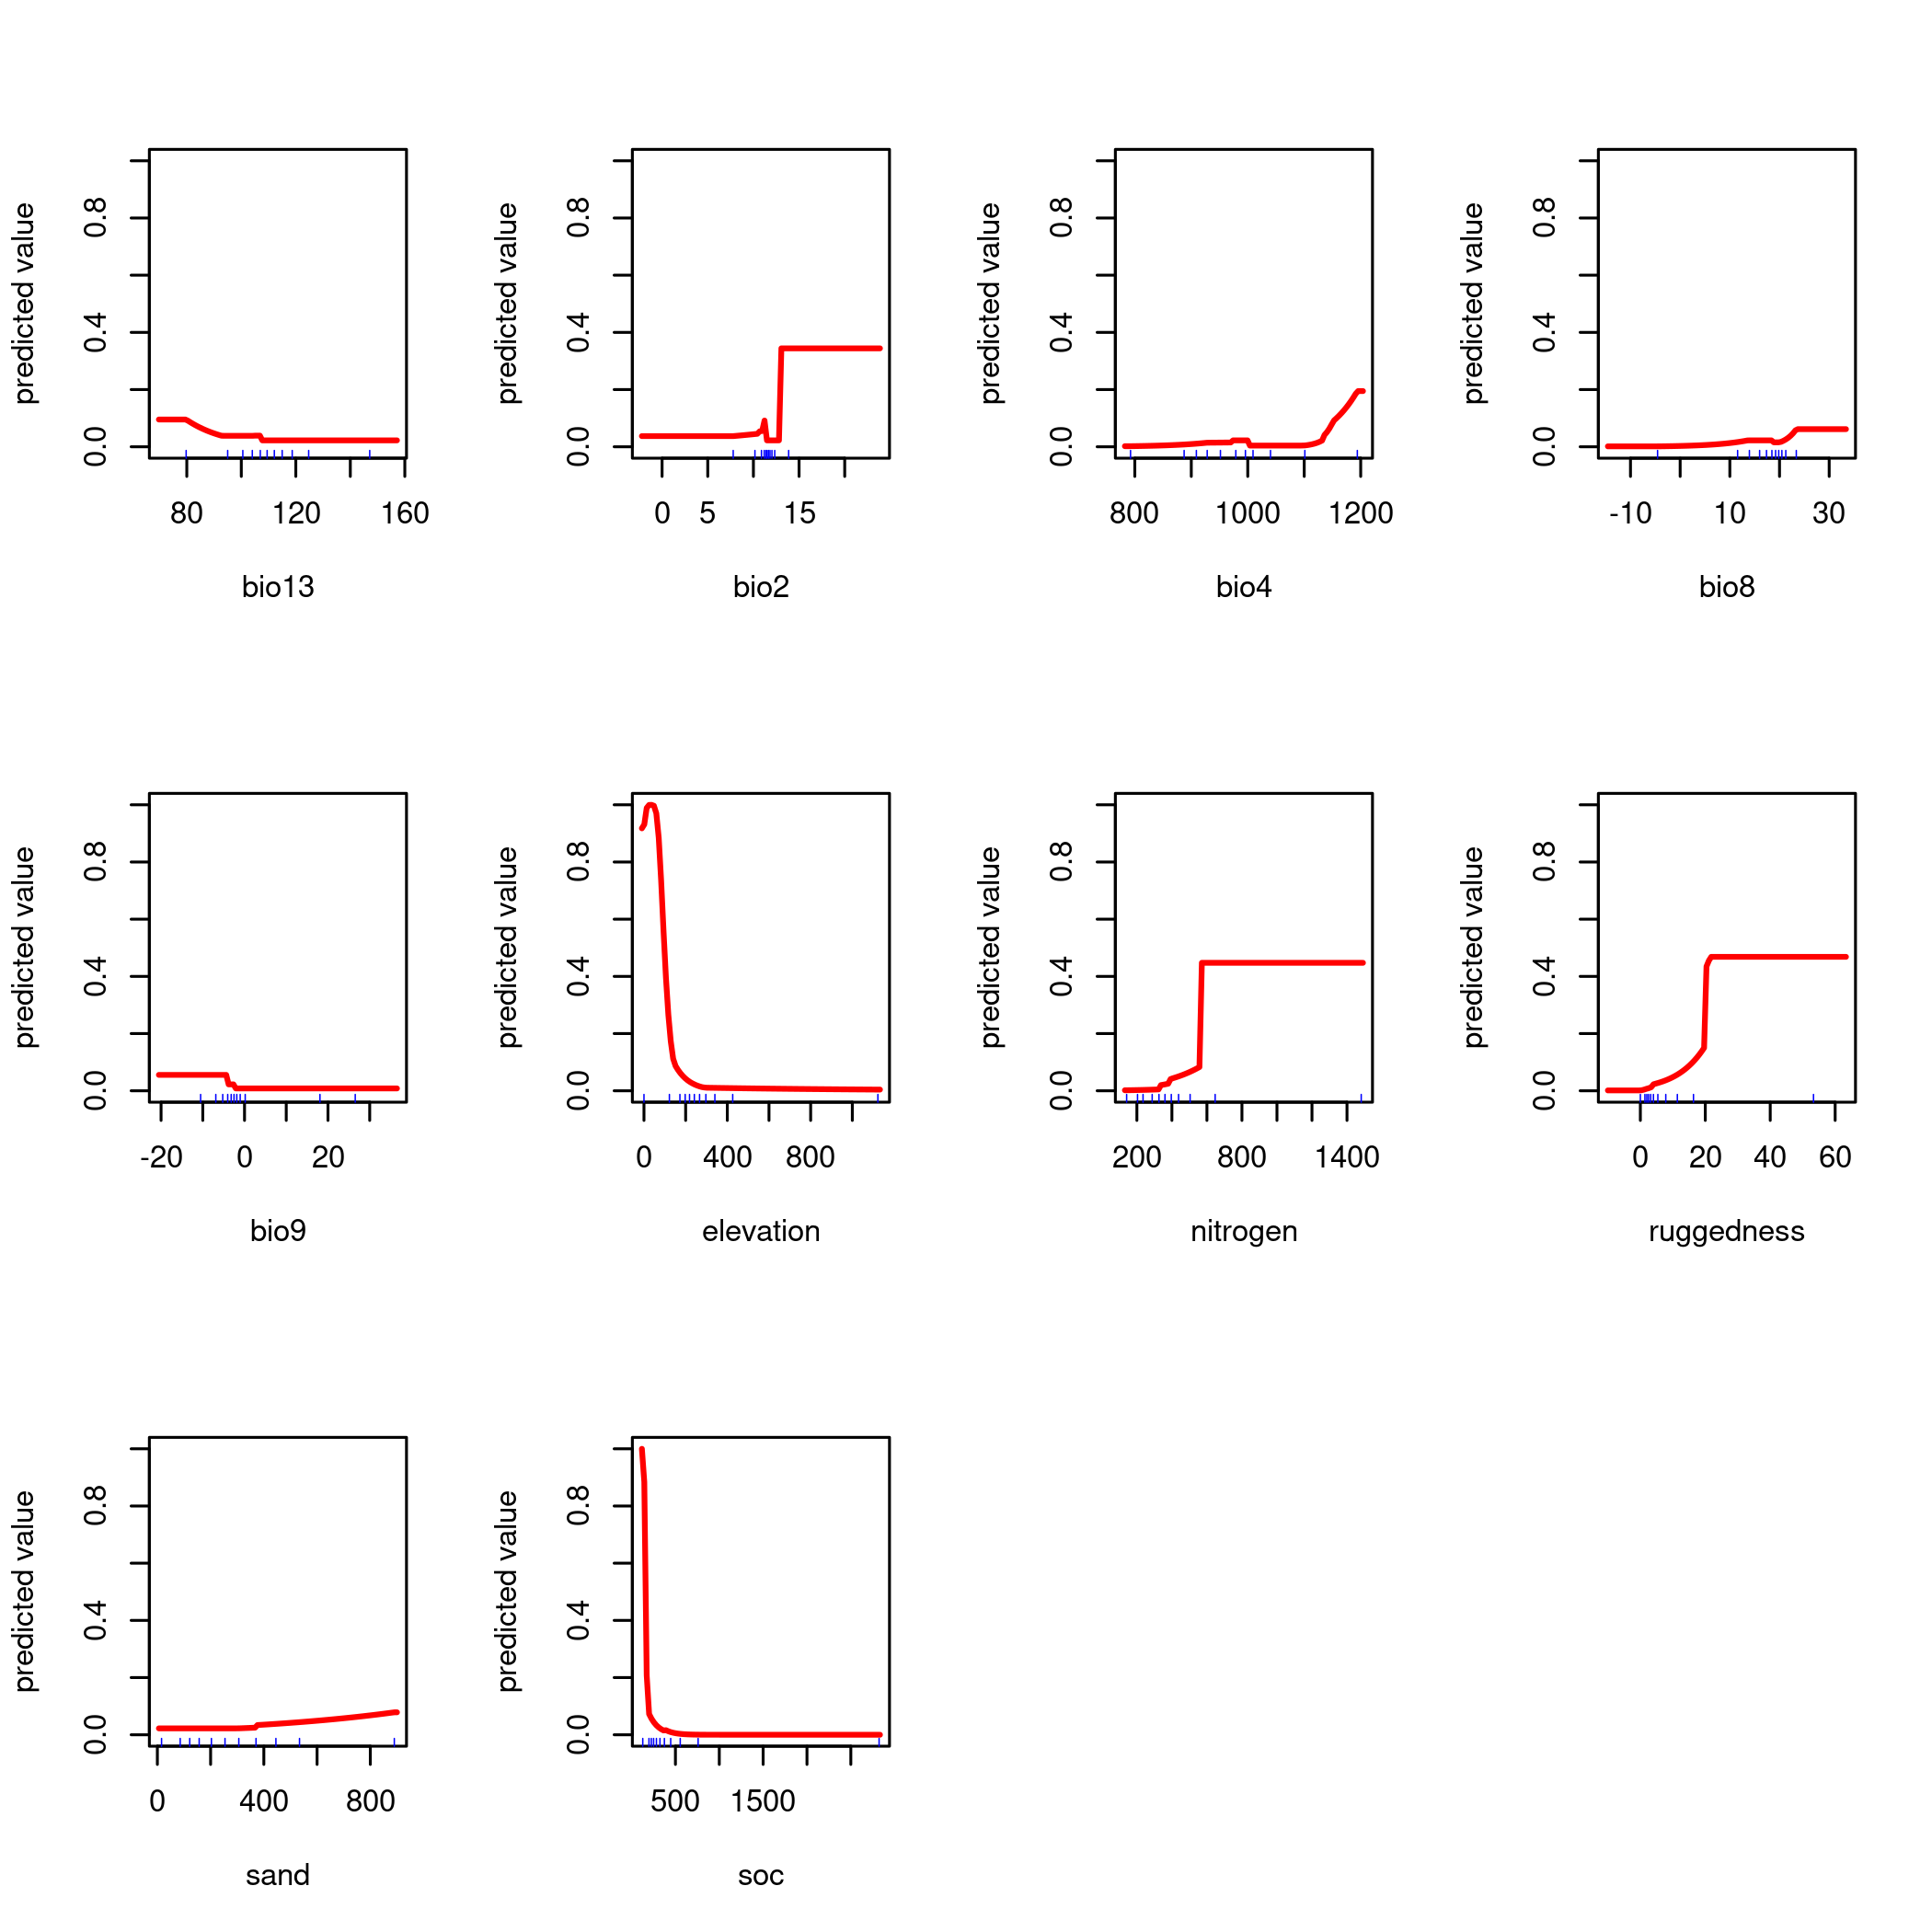 predicted value
0.0 0.4 0.8
80 120 160
bio13
predicted value
0.0 0.4 0.8
0 5 15
bio2
predicted value
0.0 0.4 0.8
800 1000 1200
bio4
predicted value
0.0 0.4 0.8
-10 10 30
bio8
predicted value
0.0 0.4 0.8
-20 0 20
bio9
predicted value
0.0 0.4 0.8
0 400 800
elevation
predicted value
0.0 0.4 0.8
200 800 1400
nitrogen
predicted value
0.0 0.4 0.8
0 20 40 60
ruggedness
predicted value
0.0 0.4 0.8
0 400 800
sand
predicted value
0.0 0.4 0.8
500 1500
soc